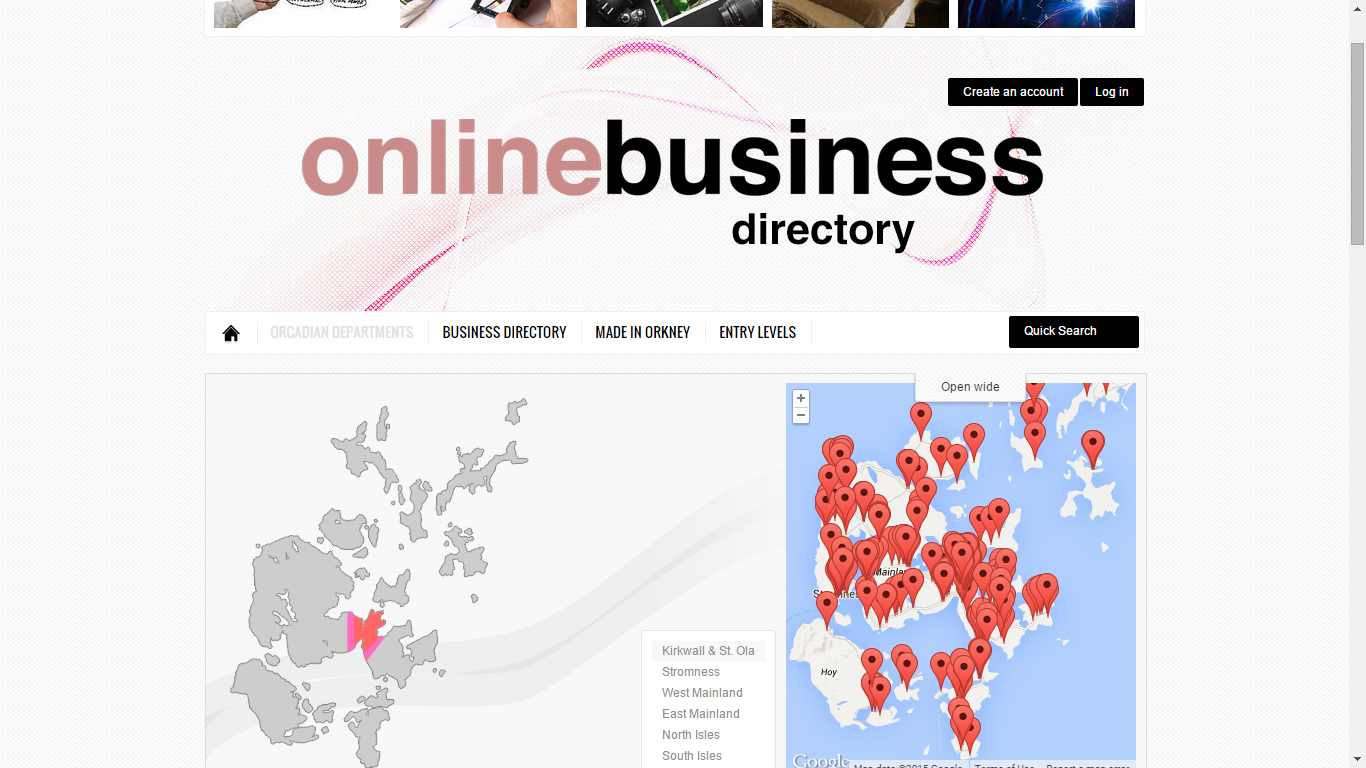 Create an account
Log in
onlinebusiness
directory
ORCADIAN DEPARTMENTS
BUSINESS DIRECTORY
MADE IN ORKNEY
ENTRY LEVELS
Quick Search
Open wide
+
−
Mainlan
Hoy
Kirkwall & St. Ola
Stromness
West Mainland
East Mainland
North Isles
South Isles
Google
Map data ©2015 Google
Terms of Use
Report a map error